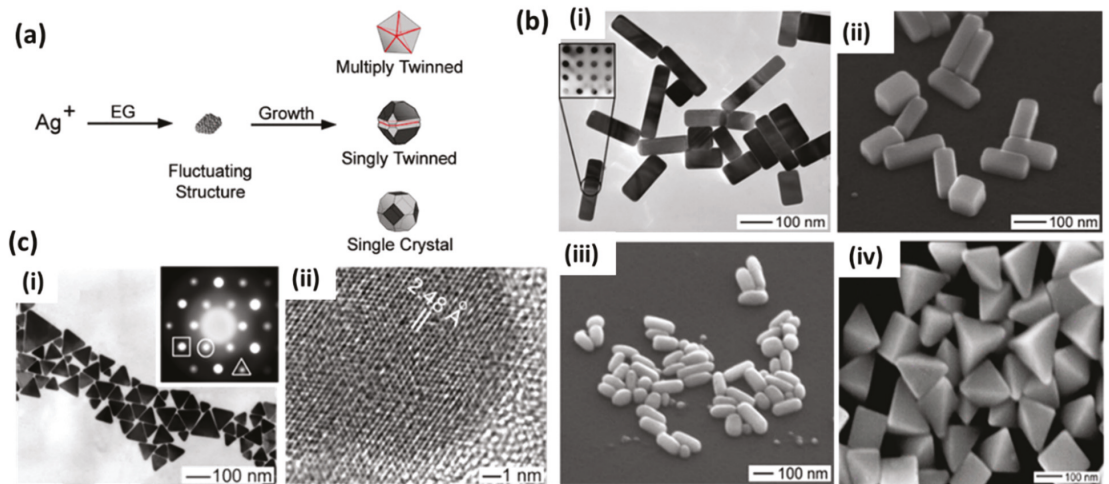 (a)
Ag+
EG
Fluctuating
Structure
Growth
Multiply Twinned
Singly Twinned
Single Crystal
(b)
(i)
100 nm
(ii)
100 nm
(iii)
100 nm
(iv)
100 nm
(c)
(i)
100 nm
(ii)
2.48 Å
1 nm